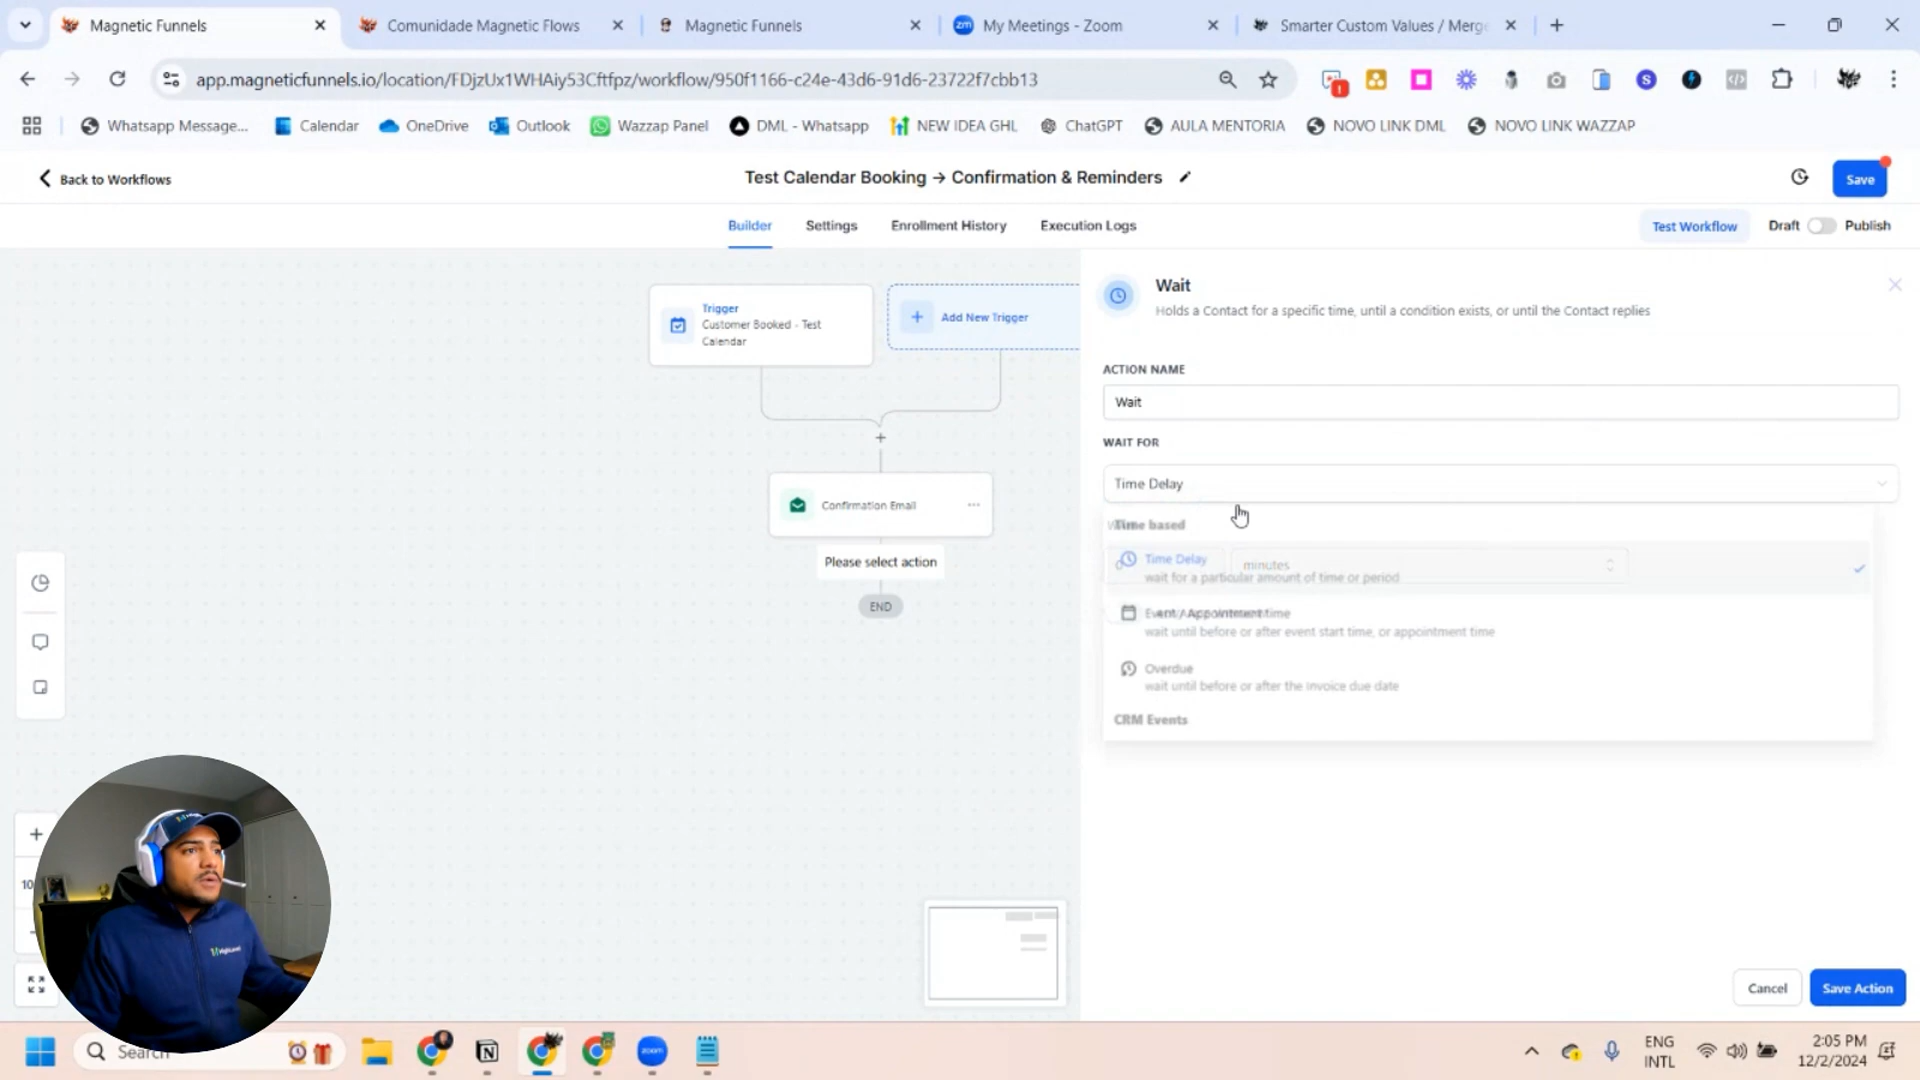 Magnetic Funnels
Comunidade Magnetic Flows
Magnetic Funnels
zm My Meetings - Zoom
Smarter Custom Values / Merge
app.magneticfunnels.io/location/FDjzUx1WHAiy53Cftfpz/workflow/950f1166-c24e-43d6-91d6-23722f7cbb13
Whatsapp Message...
Calendar
OneDrive
Outlook
Wazzap Panel
DML - Whatsapp
NEW IDEA GHL
ChatGPT
AULA MENTORIA
NOVO LINK DML
NOVO LINK WAZZAP
Back to Workflows
Test Calendar Booking → Confirmation & Reminders
Save
Builder
Settings
Enrollment History
Execution Logs
Test Workflow
Draft
Publish
Trigger
Customer Booked - Test
Calendar
Add New Trigger
Confirmation Email
Please select action
END
Wait
Holds a Contact for a specific time, until a condition exists, or until the Contact replies
ACTION NAME
Wait
WAIT FOR
Time Delay
Time based
Time Delay
minutes
wait for a particular amount of time or period
Event / Appointment time
wait until before or after event start time, or appointment time
Overdue
wait until before or after the Invoice due date
CRM Events
Cancel
Save Action
Search
zoom
ENG
INTL
2:05 PM
12/2/2024